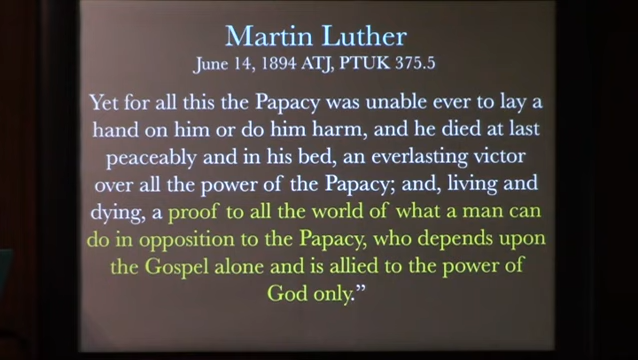 Martin Luther
June 14, 1894 ATJ, PTUK 375.5
Yet for all this the Papacy was unable ever to lay a
hand on him or do him harm, and he died at last
peaceably and in his bed, an everlasting victor
over all the power of the Papacy; and, living and
dying, a proof to all the world of what a man can
do in opposition to the Papacy, who depends upon
the Gospel alone and is allied to the power of
God only.”